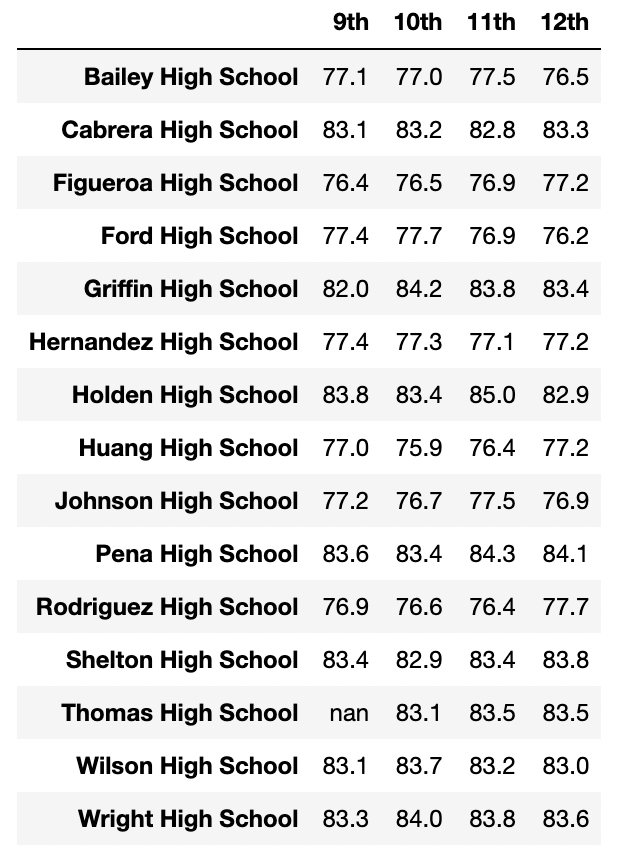 9th 10th 11th 12th
Bailey High School 77.1 77.0 77.5 76.5
Cabrera High School 83.1 83.2 82.8 83.3
Figueroa High School 76.4 76.5 76.9 77.2
Ford High School 77.4 77.7 76.9 76.2
Griffin High School 82.0 84.2 83.8 83.4
Hernandez High School 77.4 77.3 77.1 77.2
Holden High School 83.8 83.4 85.0 82.9
Huang High School 77.0 75.9 76.4 77.2
Johnson High School 77.2 76.7 77.5 76.9
Pena High School 83.6 83.4 84.3 84.1
Rodriguez High School 76.9 76.6 76.4 77.7
Shelton High School 83.4 82.9 83.4 83.8
Thomas High School nan 83.1 83.5 83.5
Wilson High School 83.1 83.7 83.2 83.0
Wright High School 83.3 84.0 83.8 83.6